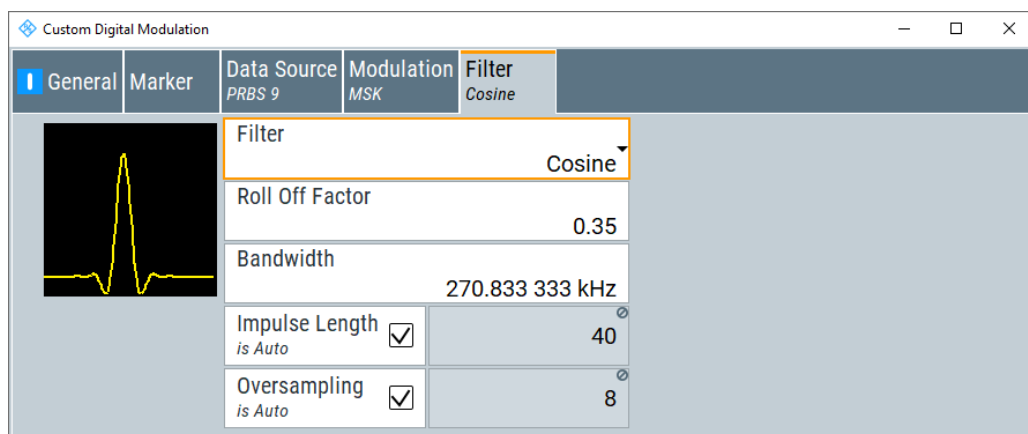 Custom Digital Modulation
General Marker Data Source Modulation Filter
PRBS 9 MSK Cosine
Filter
Cosine
Roll Off Factor
0.35
Bandwidth
270.833 333 kHz
Impulse Length
is Auto
40
Oversampling
is Auto
8